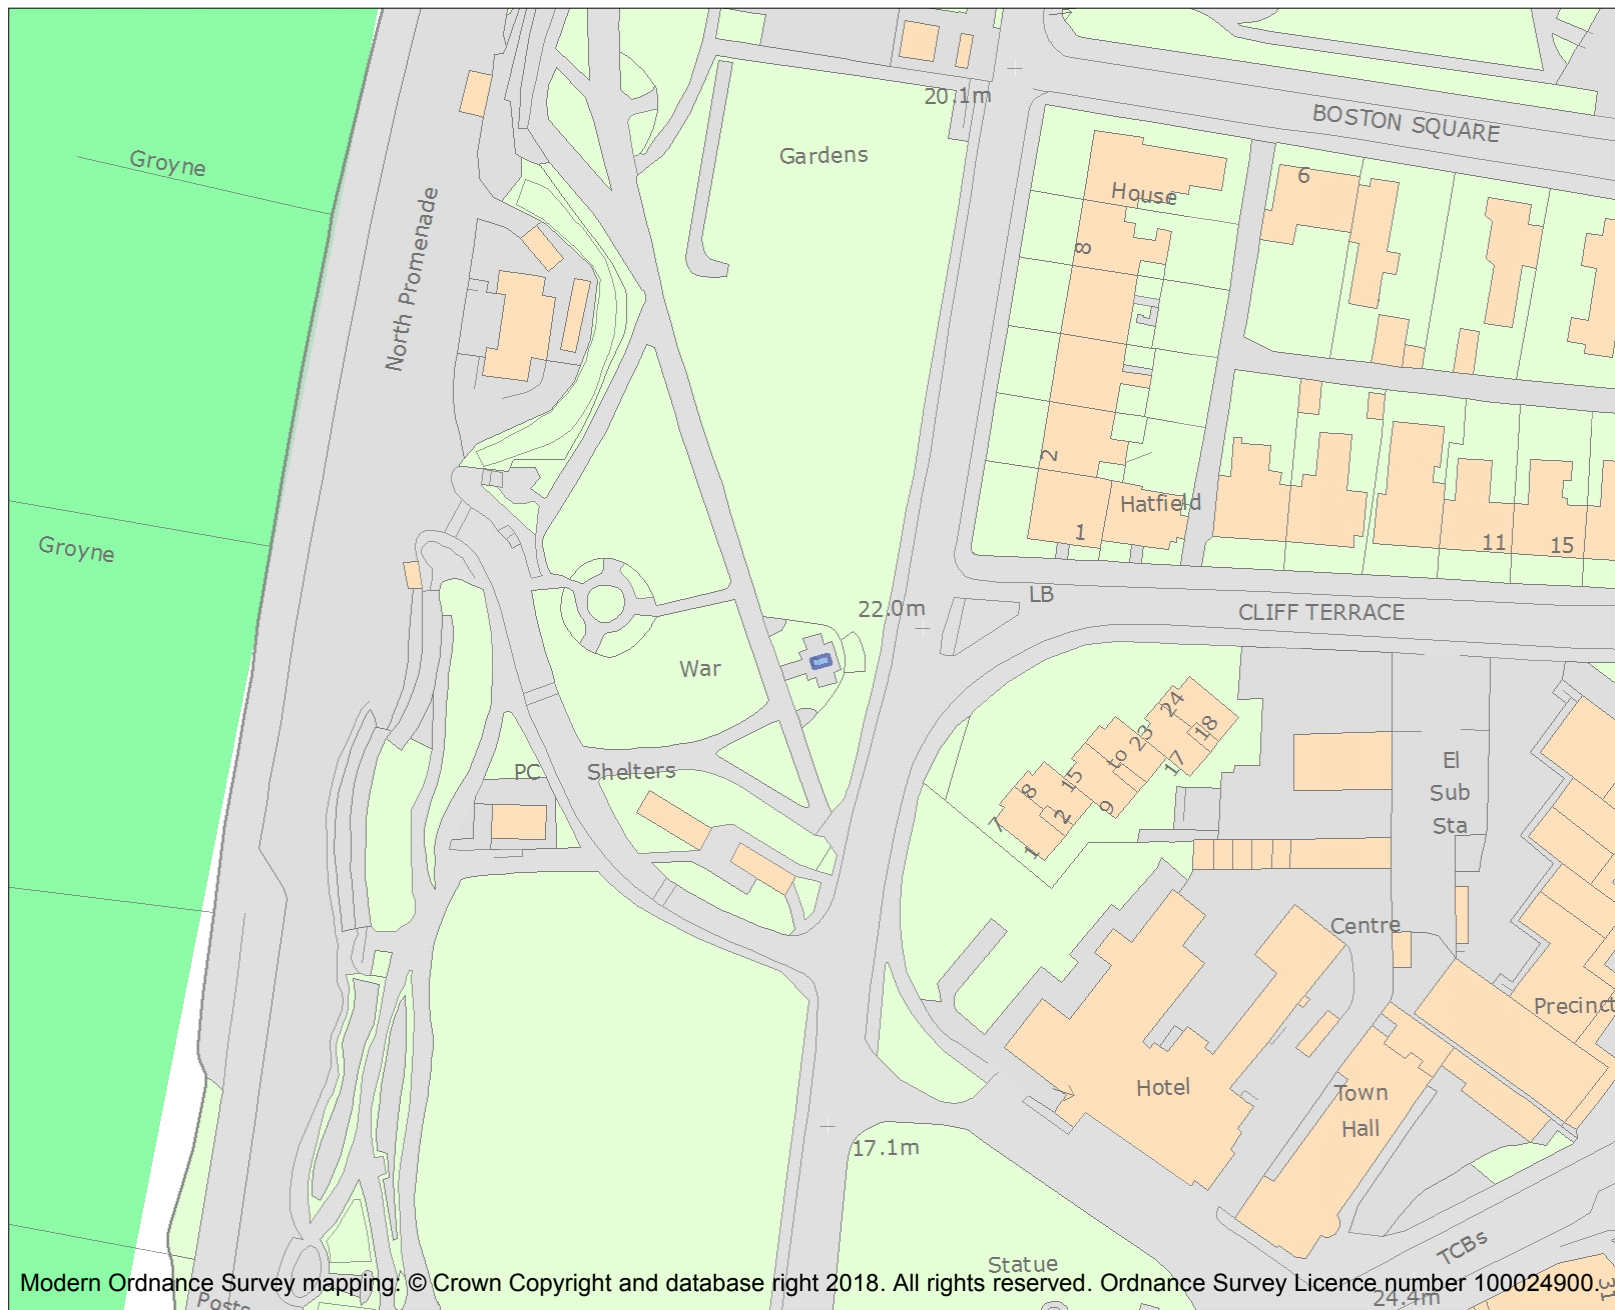 20.1m
BOSTON SQUARE
Gardens
Groyne
House
6
North Promenade
8
2
Hatfield
1
11
15
Groyne
LB
22.0m
CLIFF TERRACE
War
24
18
23
to
17
PC
Shelters
15
8
9
2
7
1
El
Sub
Sta
Centre
Precinct
Hotel
Town
Hall
17.1m
Statue
TCBs
Posts
24.4m
31
Modern Ordnance Survey mapping: © Crown Copyright and database right 2018. All rights reserved. Ordnance Survey Licence number 100024900.